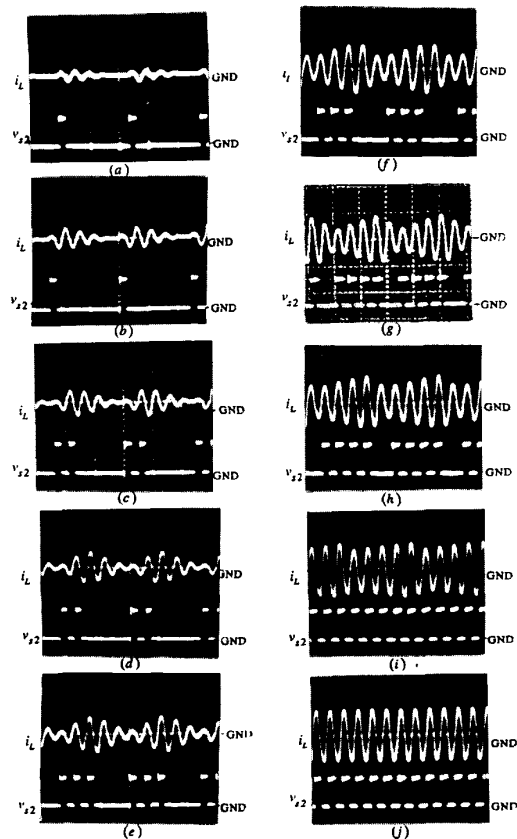 i_L GND
v_s2 GND
(a)
i_L GND
v_s2 GND
(b)
i_L GND
v_s2 GND
(c)
i_L GND
v_s2 GND
(d)
i_L GND
v_s2 GND
(e)
i_I GND
v_s2 GND
(f)
i_L GND
v_s2 GND
(g)
i_L GND
v_s2 GND
(h)
i_L GND
v_s2 GND
(i)
i_L GND
v_s2 GND
(j)